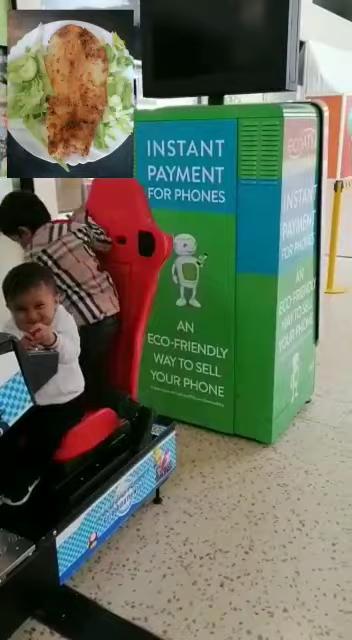 INSTANT
PAYMENT
FOR PHONES
AN
ECO-FRIENDLY
WAY TO SELL
YOUR PHONE
ecoATM
INSTANT
PAYMENT
FOR PHONES
AN
ECO-FRIENDLY
WAY TO SELL
YOUR PHONE